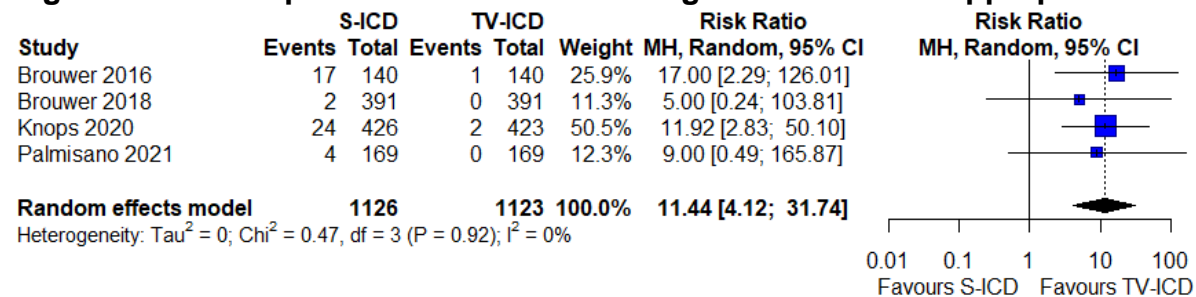 S-ICD TV-ICD Risk Ratio Risk Ratio
Study Events Total Events Total Weight MH, Random, 95% CI MH, Random, 95% CI
Brouwer 2016 17 140 1 140 25.9% 17.00 [2.29; 126.01]
Brouwer 2018 2 391 0 391 11.3% 5.00 [0.24; 103.81]
Knops 2020 24 426 2 423 50.5% 11.92 [2.83; 50.10]
Palmisano 2021 4 169 0 169 12.3% 9.00 [0.49; 165.87]
Random effects model 1126 1123 100.0% 11.44 [4.12; 31.74]
Heterogeneity: Tau² = 0; Chi² = 0.47, df = 3 (P = 0.92); I² = 0%
0.01 0.1 1 10 100
Favours S-ICD Favours TV-ICD